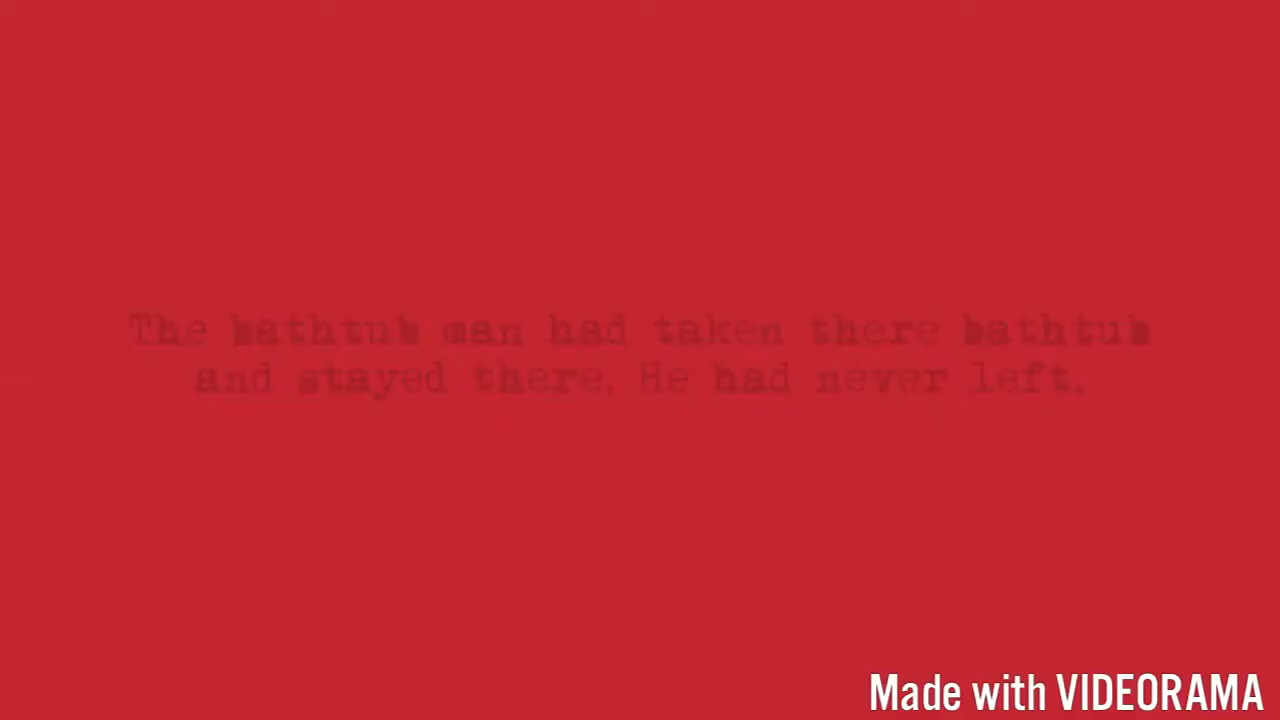 The bathtub man had taken there bathtub
and stayed there. He had never left.
Made with VIDEORAMA